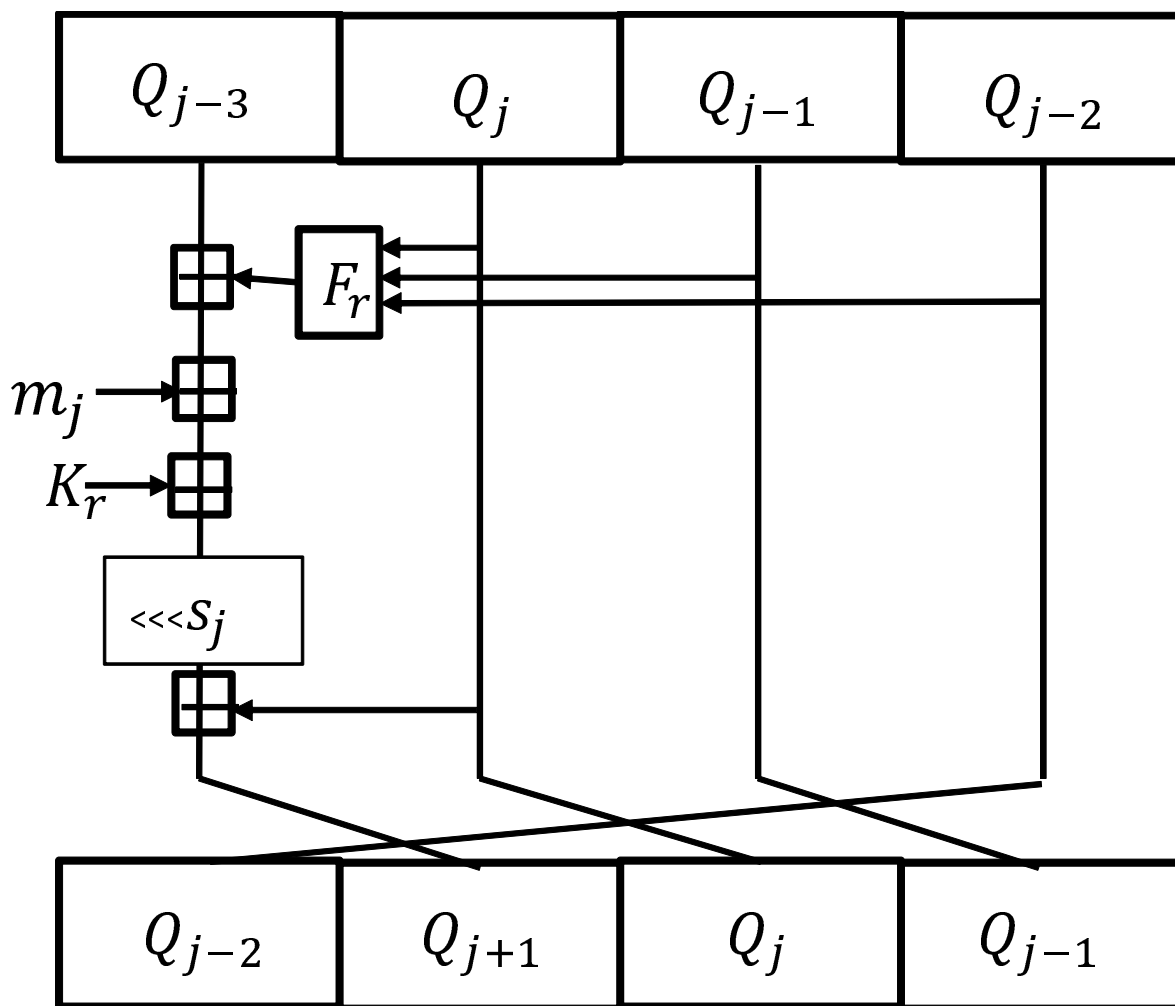 Q_{j−3} Q_j Q_{j−1} Q_{j−2}
F_r
m_j
K_r
<<<s_j
Q_{j−2} Q_{j+1} Q_j Q_{j−1}